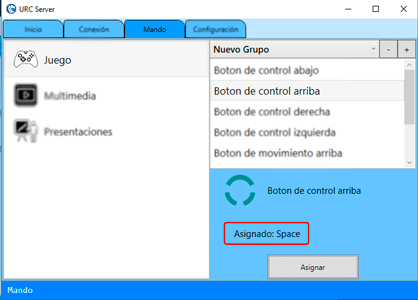 URC Server
Inicio
Conexión
Mando
Configuración
Juego
Multimedia
Presentaciones
Nuevo Grupo
-
+
Boton de control abajo
Boton de control arriba
Boton de control derecha
Boton de control izquierda
Boton de movimiento arriba
Boton de control arriba
Asignado: Space
Asignar
Mando